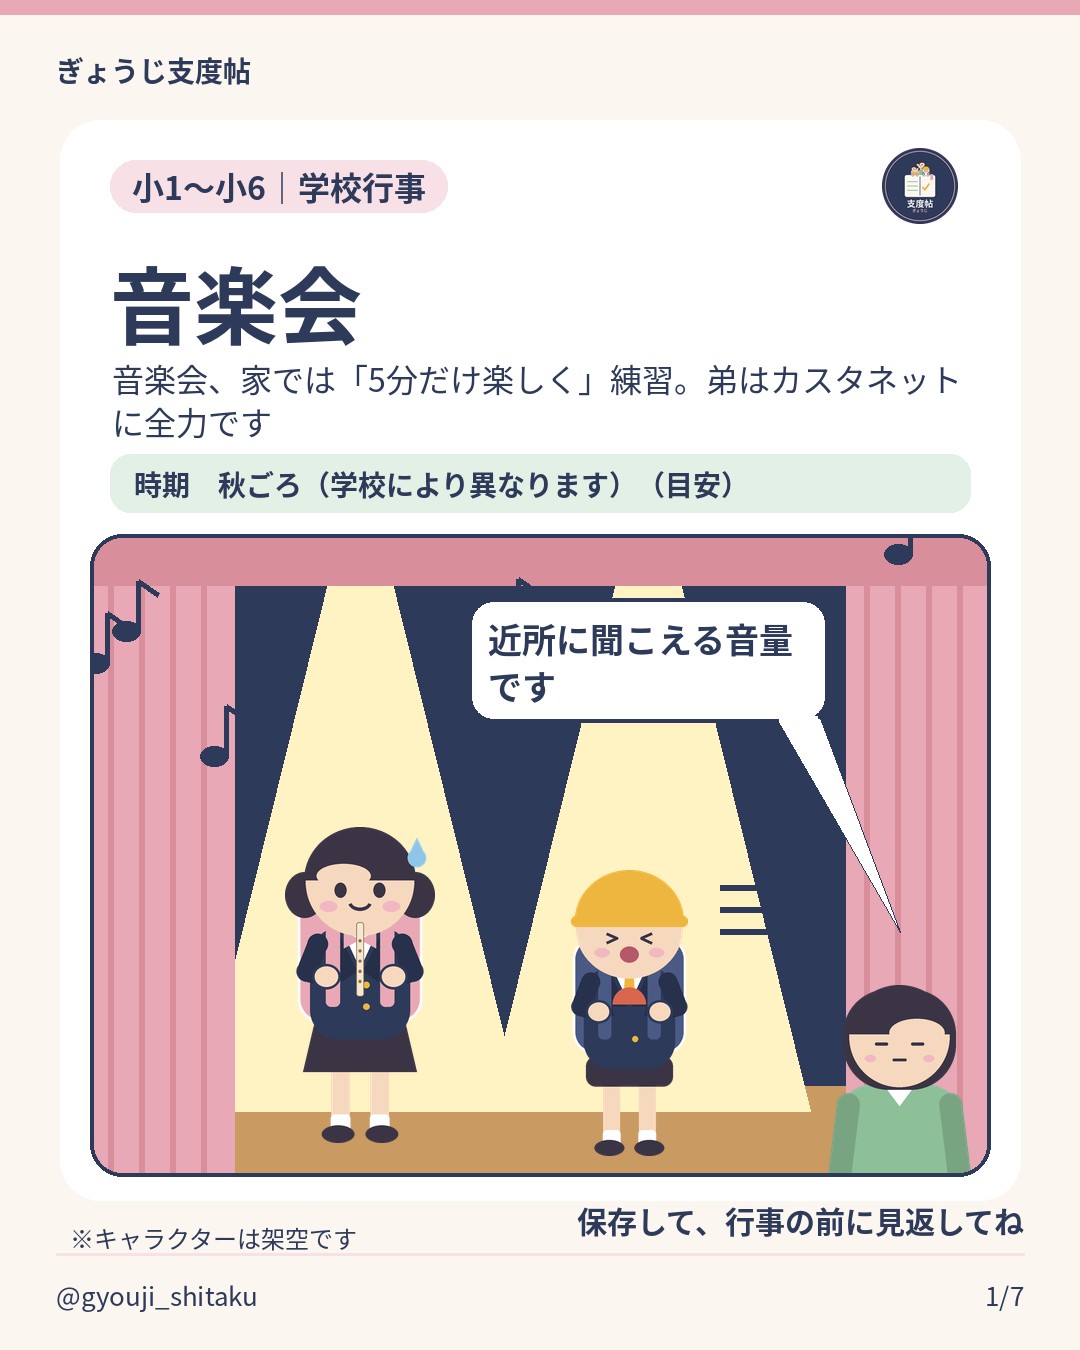 ぎょうじ支度帖
小1〜小6｜学校行事
支度帖
ぎょうじ
音楽会
音楽会、家では「5分だけ楽しく」練習。弟はカスタネット
に全力です
時期　秋ごろ（学校により異なります）（目安）
近所に聞こえる音量
です
保存して、行事の前に見返してね
※キャラクターは架空です
@gyouji_shitaku
1/7